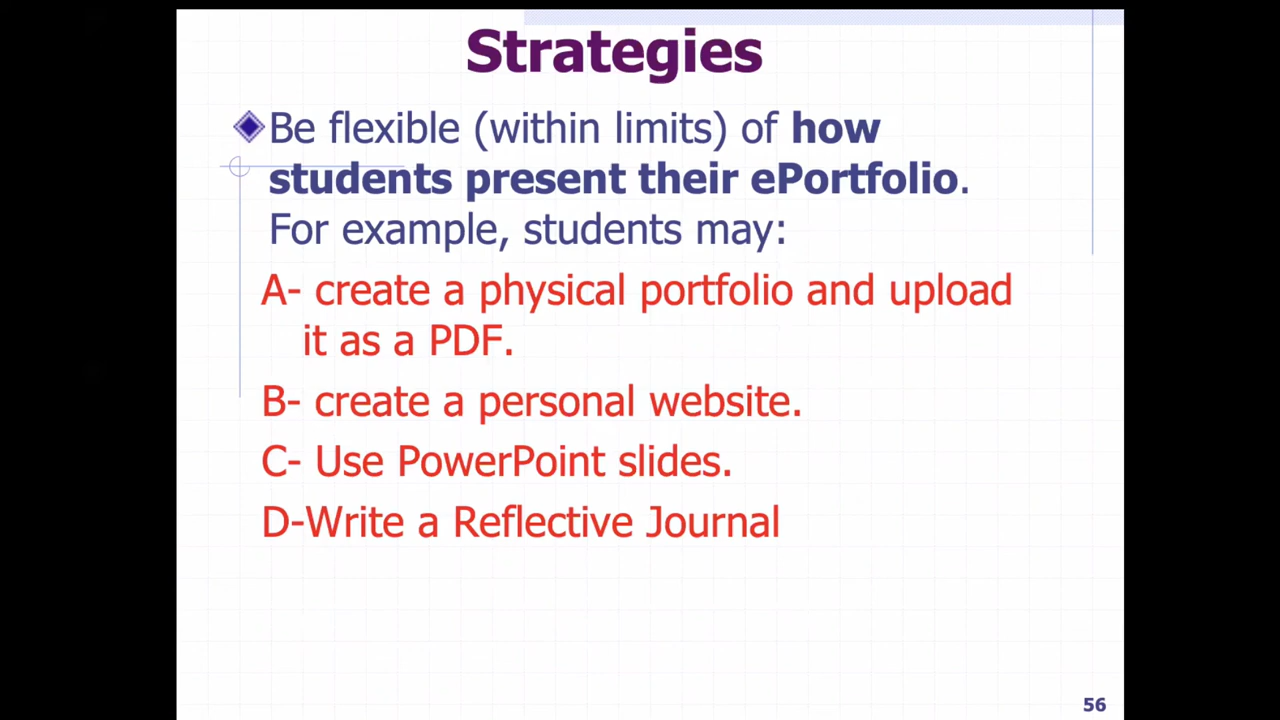 Strategies
Be flexible (within limits) of how
students present their ePortfolio.
For example, students may:
A- create a physical portfolio and upload
it as a PDF.
B- create a personal website.
C- Use PowerPoint slides.
D-Write a Reflective Journal
56